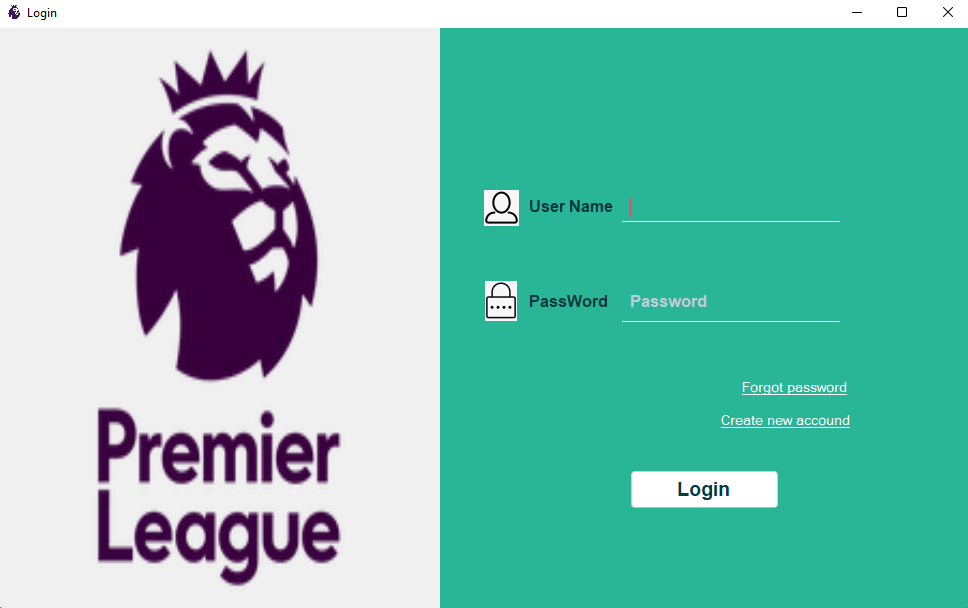 Login
User Name
PassWord
Password
Forgot password
Create new accound
Login
Premier
League